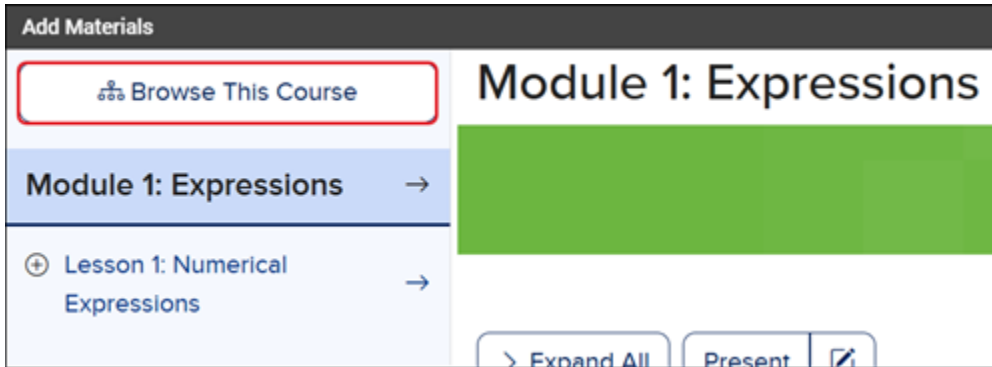 Add Materials
Browse This Course
Module 1: Expressions
Module 1: Expressions
Lesson 1: Numerical
Expressions
Expand All
Present